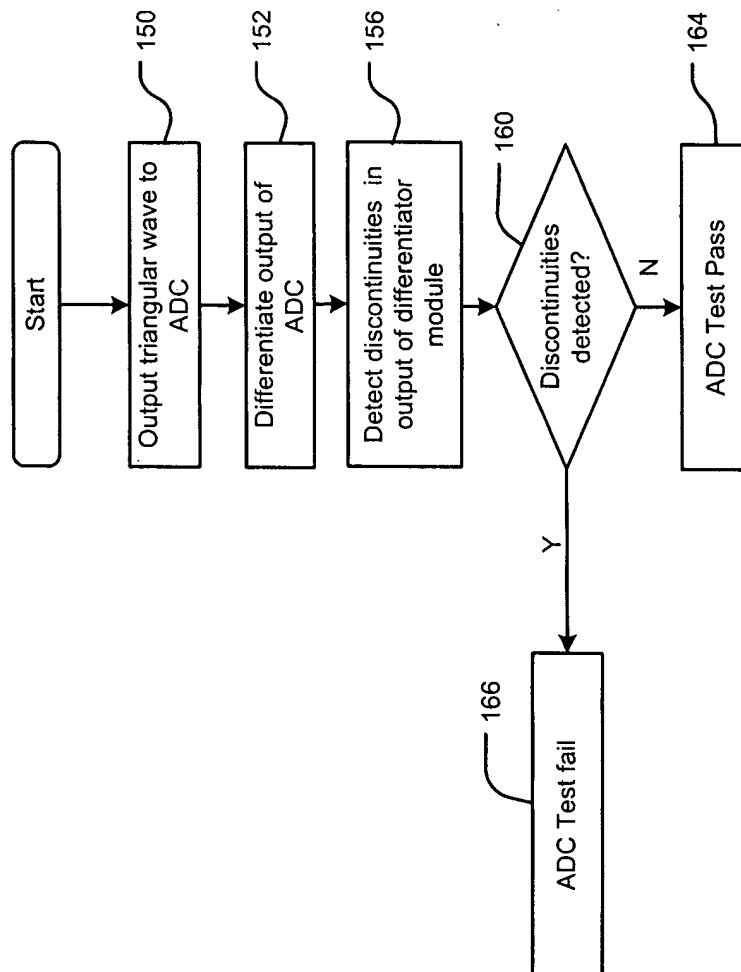 Start
Output triangular wave to
ADC
150
Differentiate output of
ADC
152
Detect discontinuities in
output of differentiator
module
156
Discontinuities
detected?
160
Y
N
ADC Test fail
166
ADC Test Pass
164